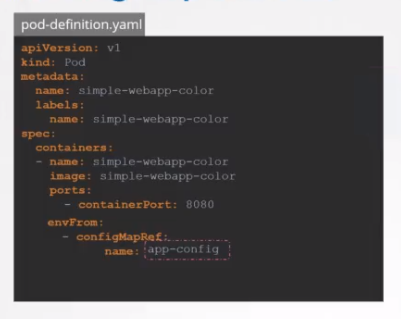 pod-definition.yaml
apiVersion: v1
kind: Pod
metadata:
  name: simple-webapp-color
  labels:
    name: simple-webapp-color
spec:
  containers:
  - name: simple-webapp-color
    image: simple-webapp-color
    ports:
      - containerPort: 8080
    envFrom:
      - configMapRef:
            name: app-config